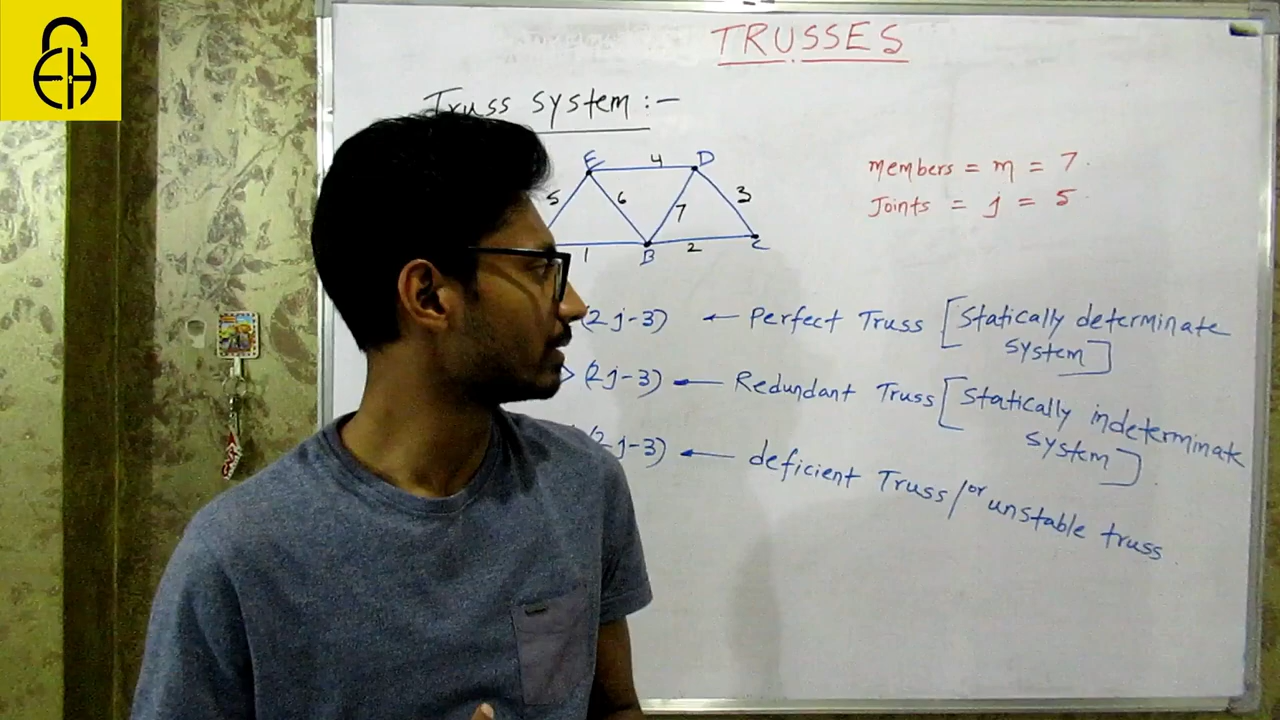 TRUSSES
Truss system :-
E 4 D
5 6 7 3
1 B 2 C
members = m = 7
Joints = j = 5
(2j-3) ← Perfect Truss [Statically determinate
system]
> (2j-3) ← Redundant Truss [Statically indeterminate
system]
(2j-3) ← deficient Truss / or unstable truss